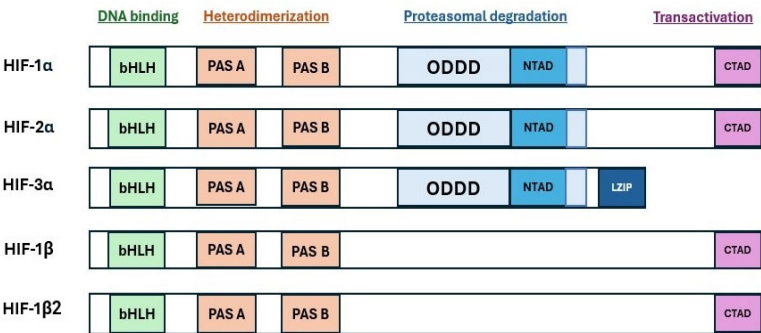 DNA binding Heterodimerization Proteasomal degradation Transactivation
HIF-1α bHLH PAS A PAS B ODDD NTAD CTAD
HIF-2α bHLH PAS A PAS B ODDD NTAD CTAD
HIF-3α bHLH PAS A PAS B ODDD NTAD LZIP
HIF-1β bHLH PAS A PAS B CTAD
HIF-1β2 bHLH PAS A PAS B CTAD